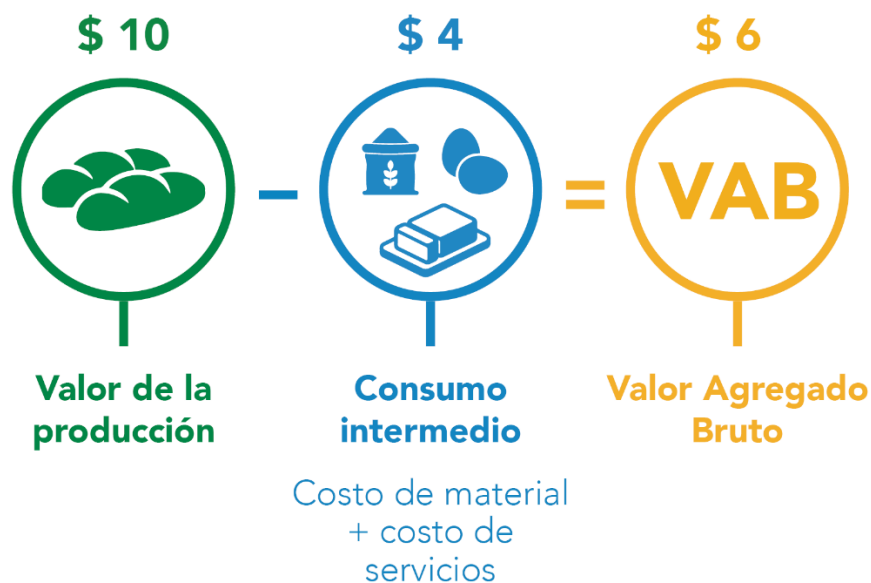 $ 10
$ 4
$ 6
–
=
VAB
Valor de la
producción
Consumo
intermedio
Costo de material
+ costo de
servicios
Valor Agregado
Bruto